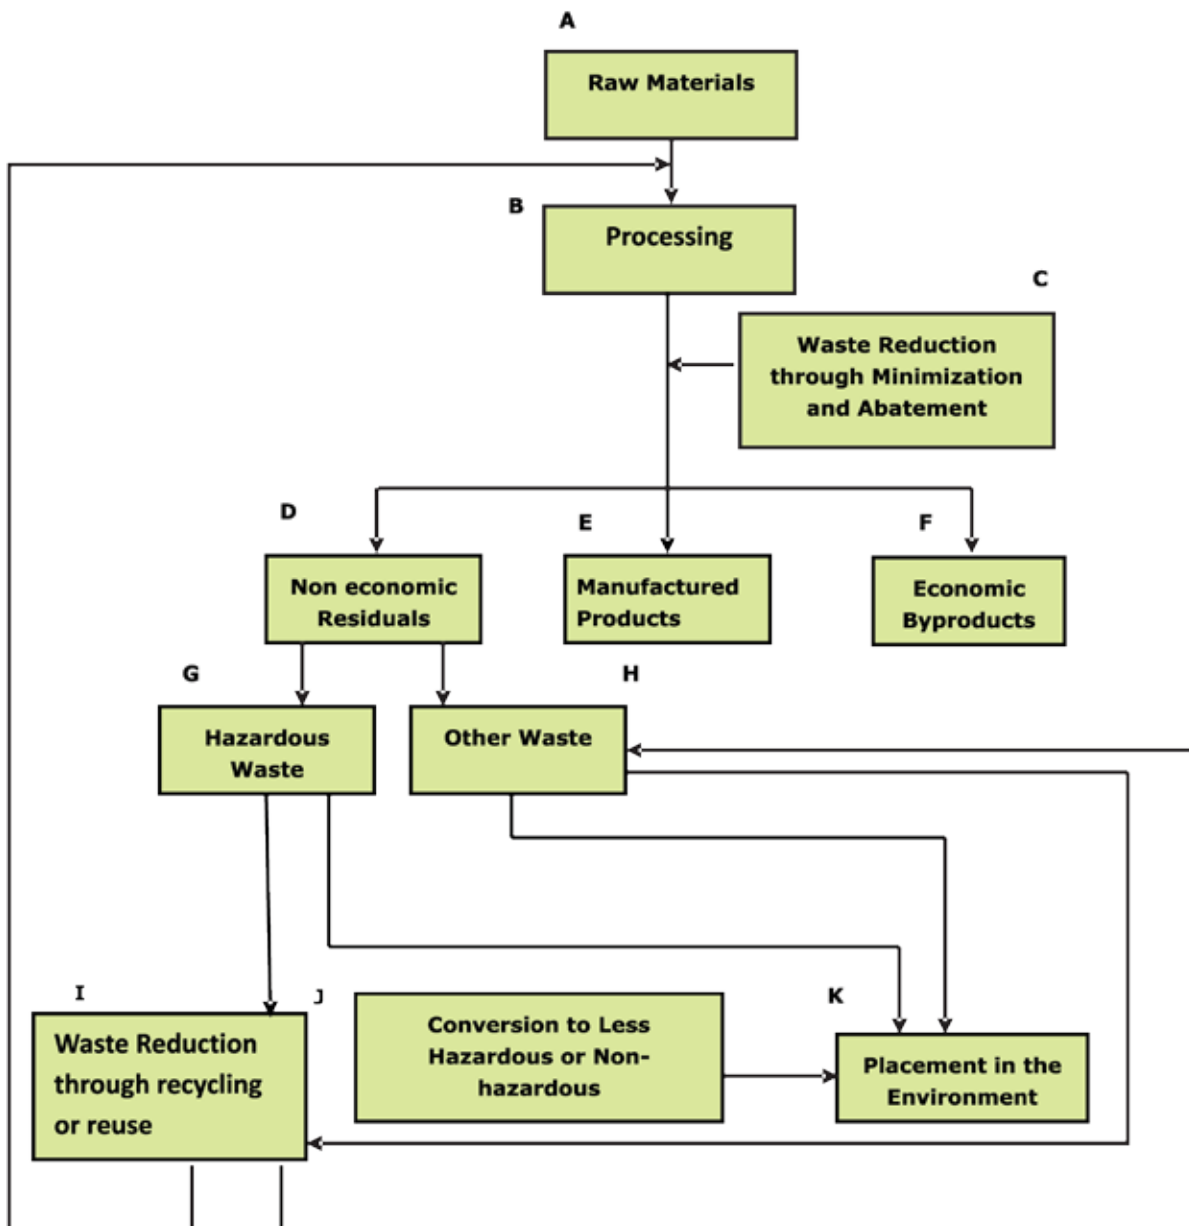 A
Raw Materials
B
Processing
C
Waste Reduction
through Minimization
and Abatement
D
E
F
Non economic
Residuals
Manufactured
Products
Economic
Byproducts
G
H
Hazardous
Waste
Other Waste
I
J
K
Waste Reduction
through recycling
or reuse
Conversion to Less
Hazardous or Non-
hazardous
Placement in the
Environment